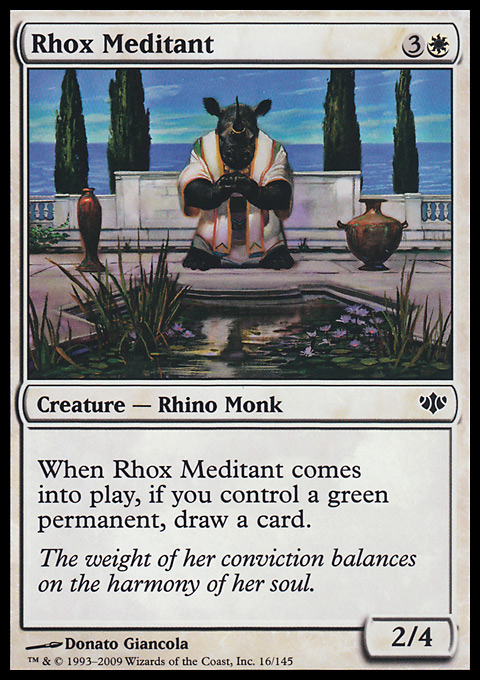 Rhox Meditant 3
Creature — Rhino Monk
When Rhox Meditant comes
into play, if you control a green
permanent, draw a card.
The weight of her conviction balances
on the harmony of her soul.
Donato Giancola
2/4
™ & © 1993–2009 Wizards of the Coast, Inc. 16/145